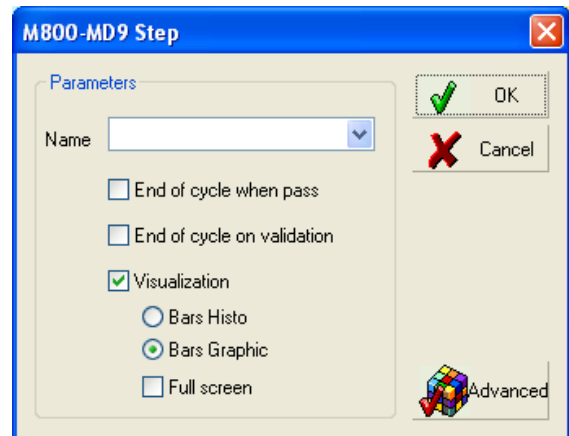 M800-MD9 Step
Parameters
Name
End of cycle when pass
End of cycle on validation
Visualization
Bars Histo
Bars Graphic
Full screen
OK
Cancel
Advanced